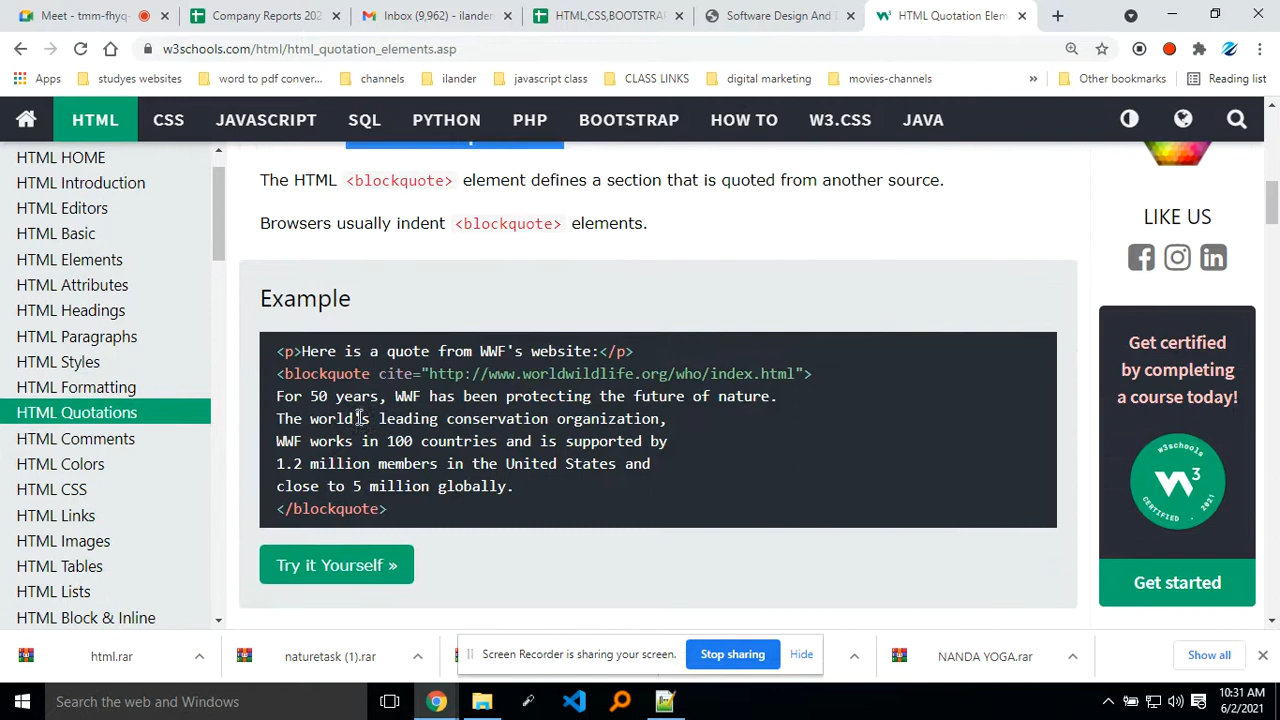 Meet - tmm-fhyq-
Company Reports 202
Inbox (9,962) - ilander
HTML,CSS,BOOTSTRAP
Software Design And I
HTML Quotation Elem
w3schools.com/html/html_quotation_elements.asp
Apps
studyes websites
word to pdf conver...
channels
ilander
javascript class
CLASS LINKS
digital marketing
movies-channels
»
Other bookmarks
Reading list
HTML
CSS
JAVASCRIPT
SQL
PYTHON
PHP
BOOTSTRAP
HOW TO
W3.CSS
JAVA
HTML HOME
HTML Introduction
HTML Editors
HTML Basic
HTML Elements
HTML Attributes
HTML Headings
HTML Paragraphs
HTML Styles
HTML Formatting
HTML Quotations
HTML Comments
HTML Colors
HTML CSS
HTML Links
HTML Images
HTML Tables
HTML Lists
HTML Block & Inline
The HTML <blockquote> element defines a section that is quoted from another source.
Browsers usually indent <blockquote> elements.
Example
<p>Here is a quote from WWF's website:</p>
<blockquote cite="http://www.worldwildlife.org/who/index.html">
For 50 years, WWF has been protecting the future of nature.
The world's leading conservation organization,
WWF works in 100 countries and is supported by
1.2 million members in the United States and
close to 5 million globally.
</blockquote>
Try it Yourself »
LIKE US
Get certified
by completing
a course today!
w3schools
CERTIFIED . 2021
Get started
html.rar
naturetask (1).rar
Screen Recorder is sharing your screen.
Stop sharing
Hide
NANDA YOGA.rar
Show all
Type here to search
10:31 AM
6/2/2021